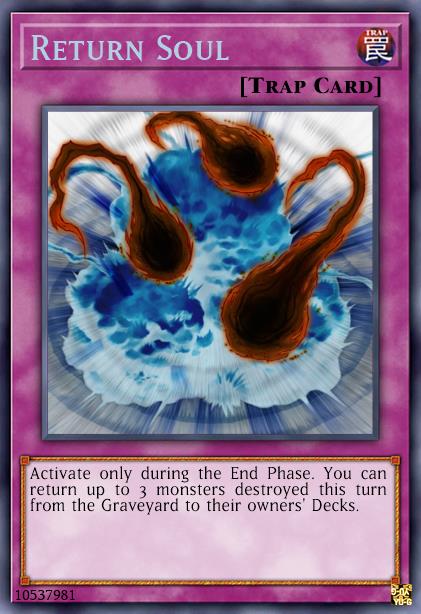 Return Soul
TRAP
罠
[Trap Card]
Activate only during the End Phase. You can
return up to 3 monsters destroyed this turn
from the Graveyard to their owners' Decks.
10537981